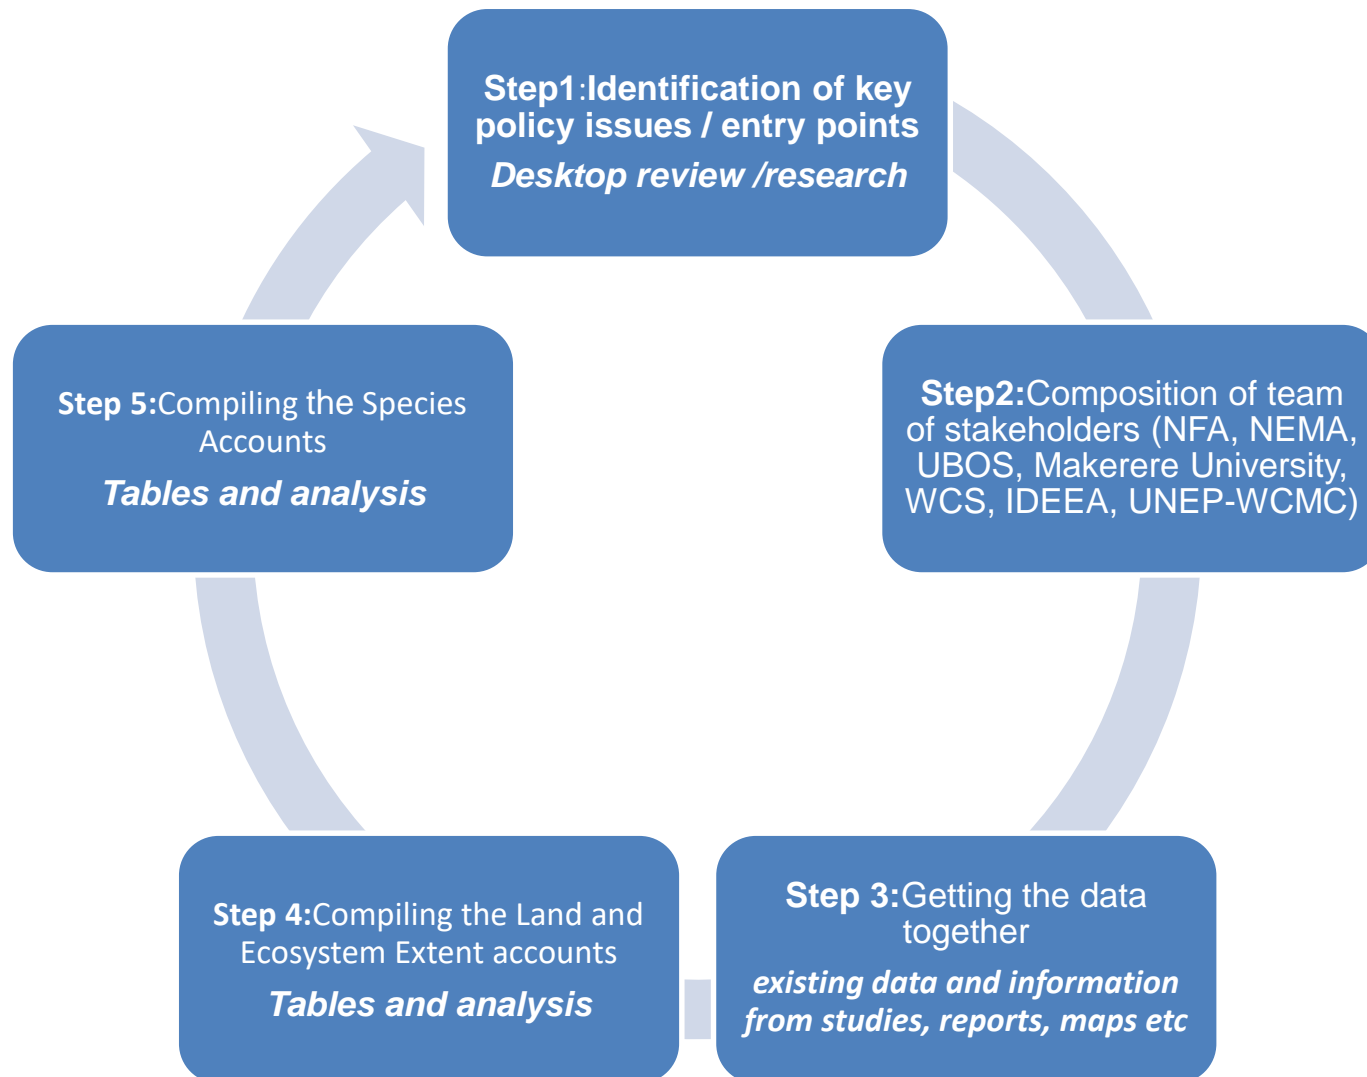 Step1:Identification of key
policy issues / entry points
Desktop review /research
Step2:Composition of team
of stakeholders (NFA, NEMA,
UBOS, Makerere University,
WCS, IDEEA, UNEP-WCMC)
Step 3:Getting the data
together
existing data and information
from studies, reports, maps etc
Step 4:Compiling the Land and
Ecosystem Extent accounts
Tables and analysis
Step 5:Compiling the Species
Accounts
Tables and analysis